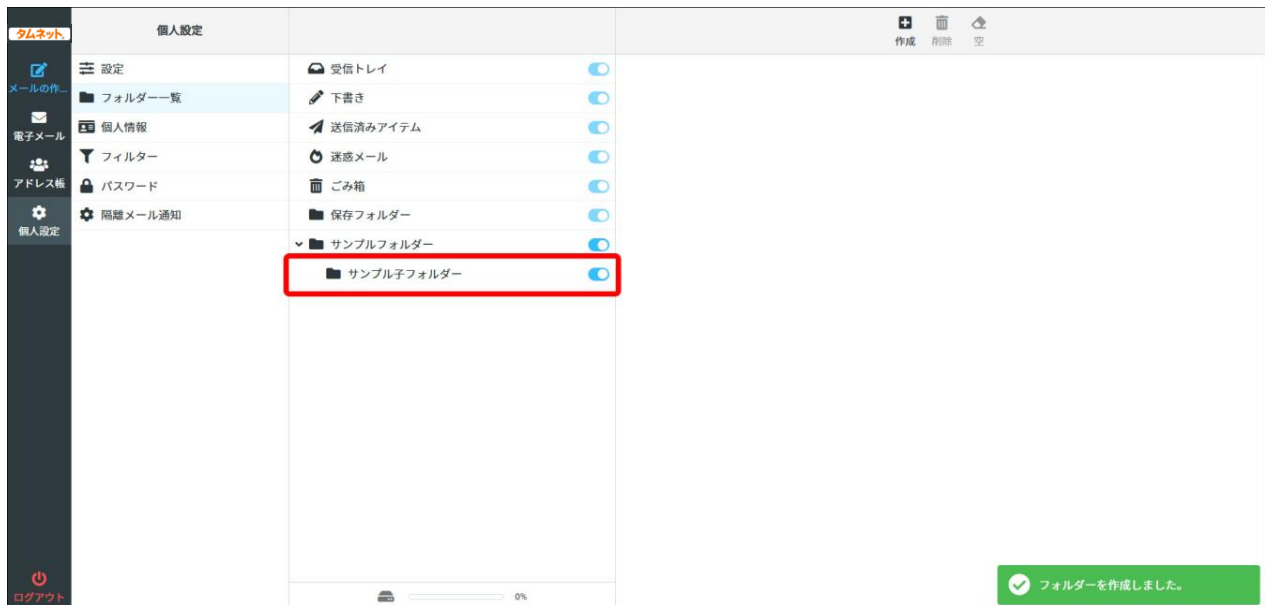 タムネット
メールの作...
電子メール
アドレス帳
個人設定
ログアウト
個人設定
設定
フォルダー一覧
個人情報
フィルター
パスワード
隔離メール通知
受信トレイ
下書き
送信済みアイテム
迷惑メール
ごみ箱
保存フォルダー
サンプルフォルダー
サンプル子フォルダー
0%
作成 削除 空
フォルダーを作成しました。